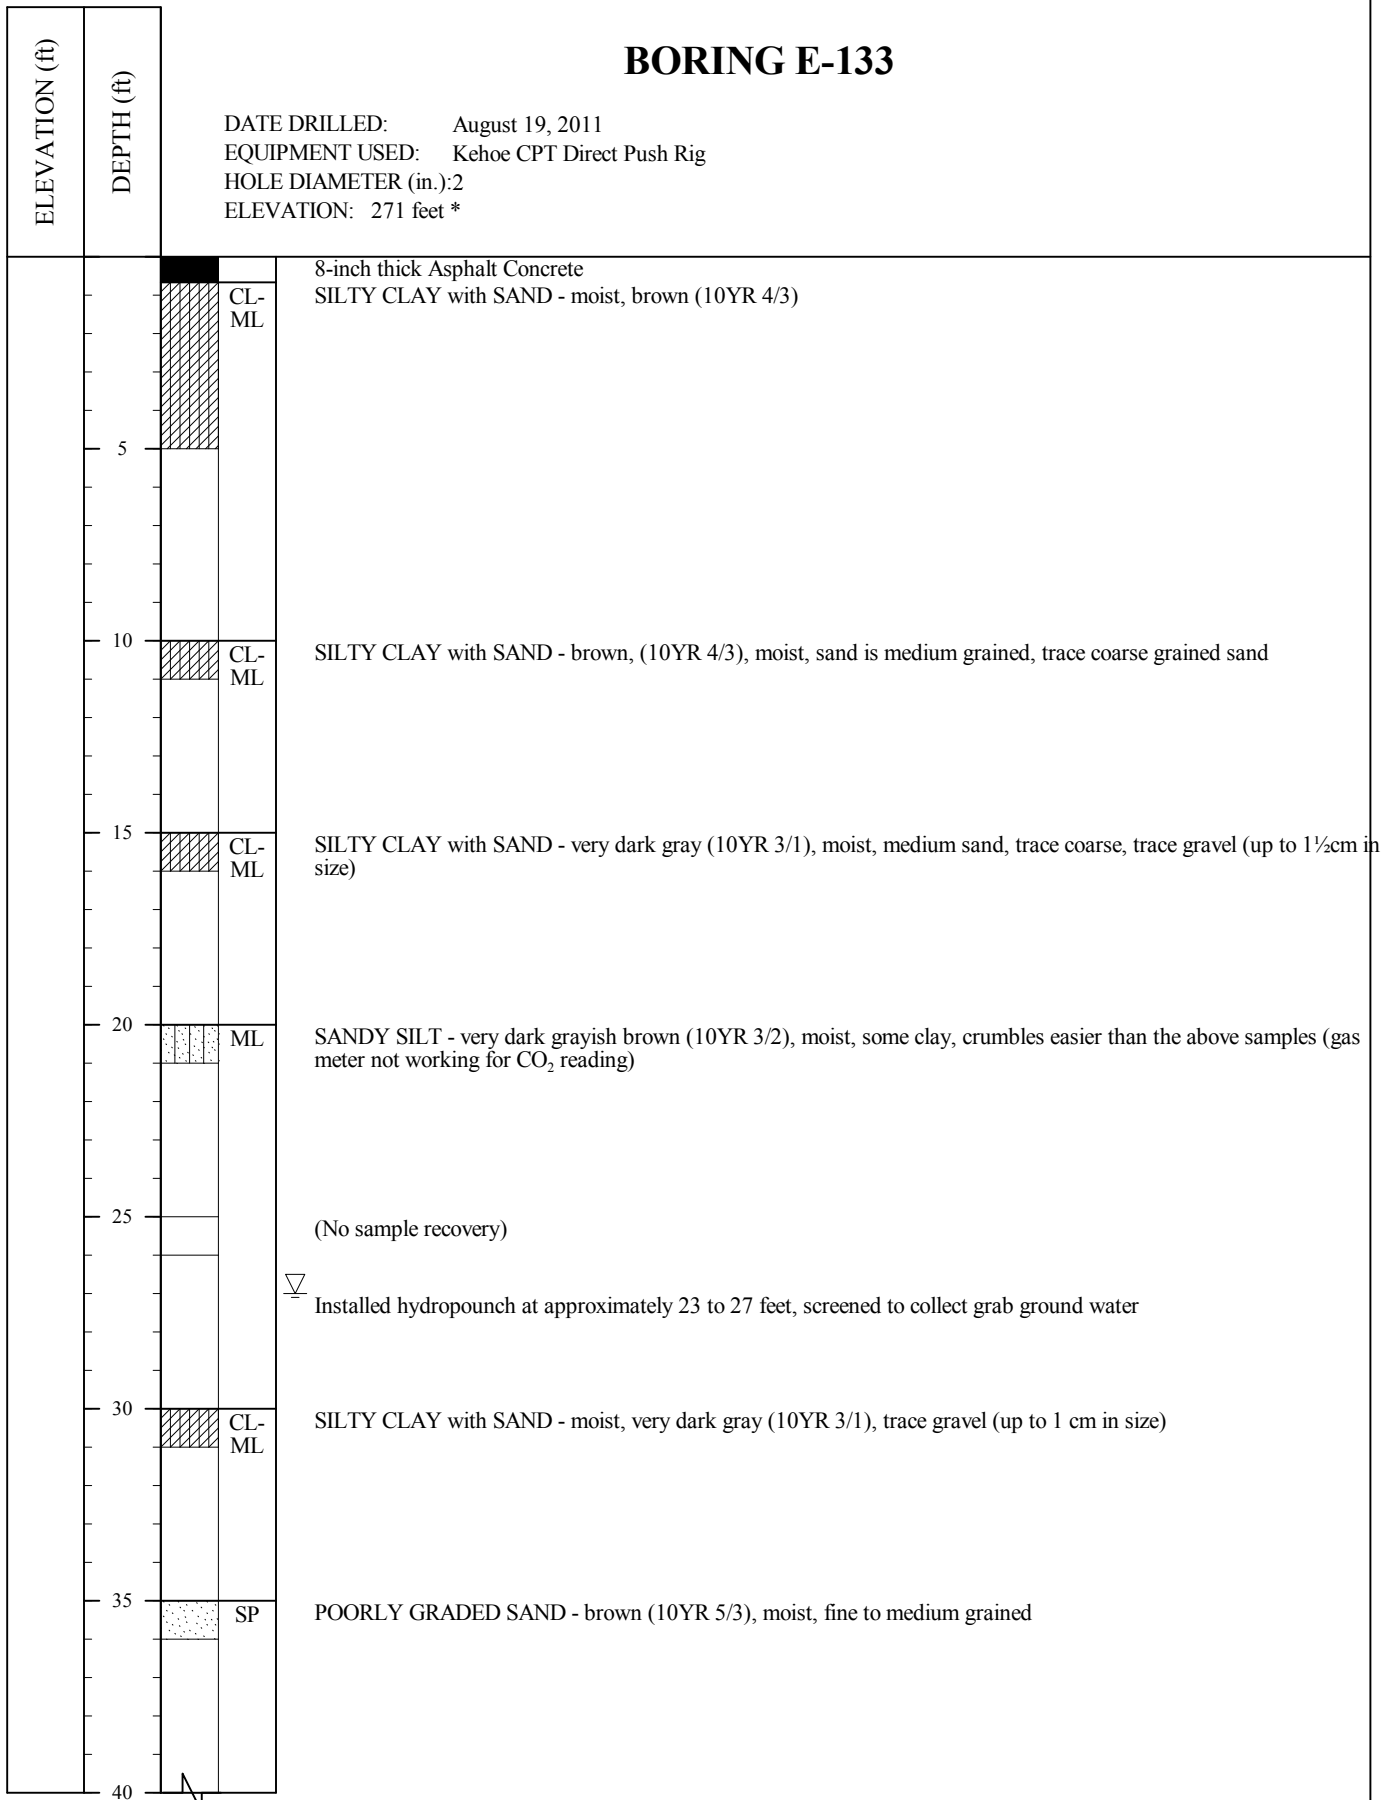 ELEVATION (ft)
DEPTH (ft)
BORING E-133
DATE DRILLED: August 19, 2011
EQUIPMENT USED: Kehoe CPT Direct Push Rig
HOLE DIAMETER (in.):2
ELEVATION: 271 feet *
8-inch thick Asphalt Concrete
CL-
ML
SILTY CLAY with SAND - moist, brown (10YR 4/3)
5
10
CL-
ML
SILTY CLAY with SAND - brown, (10YR 4/3), moist, sand is medium grained, trace coarse grained sand
15
CL-
ML
SILTY CLAY with SAND - very dark gray (10YR 3/1), moist, medium sand, trace coarse, trace gravel (up to 1½cm in
size)
20
ML
SANDY SILT - very dark grayish brown (10YR 3/2), moist, some clay, crumbles easier than the above samples (gas
meter not working for CO₂ reading)
25
(No sample recovery)
Installed hydropounch at approximately 23 to 27 feet, screened to collect grab ground water
30
CL-
ML
SILTY CLAY with SAND - moist, very dark gray (10YR 3/1), trace gravel (up to 1 cm in size)
35
SP
POORLY GRADED SAND - brown (10YR 5/3), moist, fine to medium grained
40